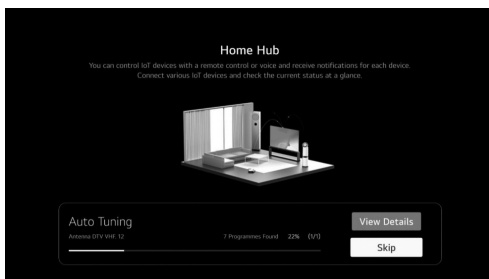 Home Hub
You can control IoT devices with a remote control or voice and receive notifications for each device.
Connect various IoT devices and check the current status at a glance.
Auto Tuning
Antenna DTV VHF 12
7 Programmes Found 22% (1/1)
View Details
Skip